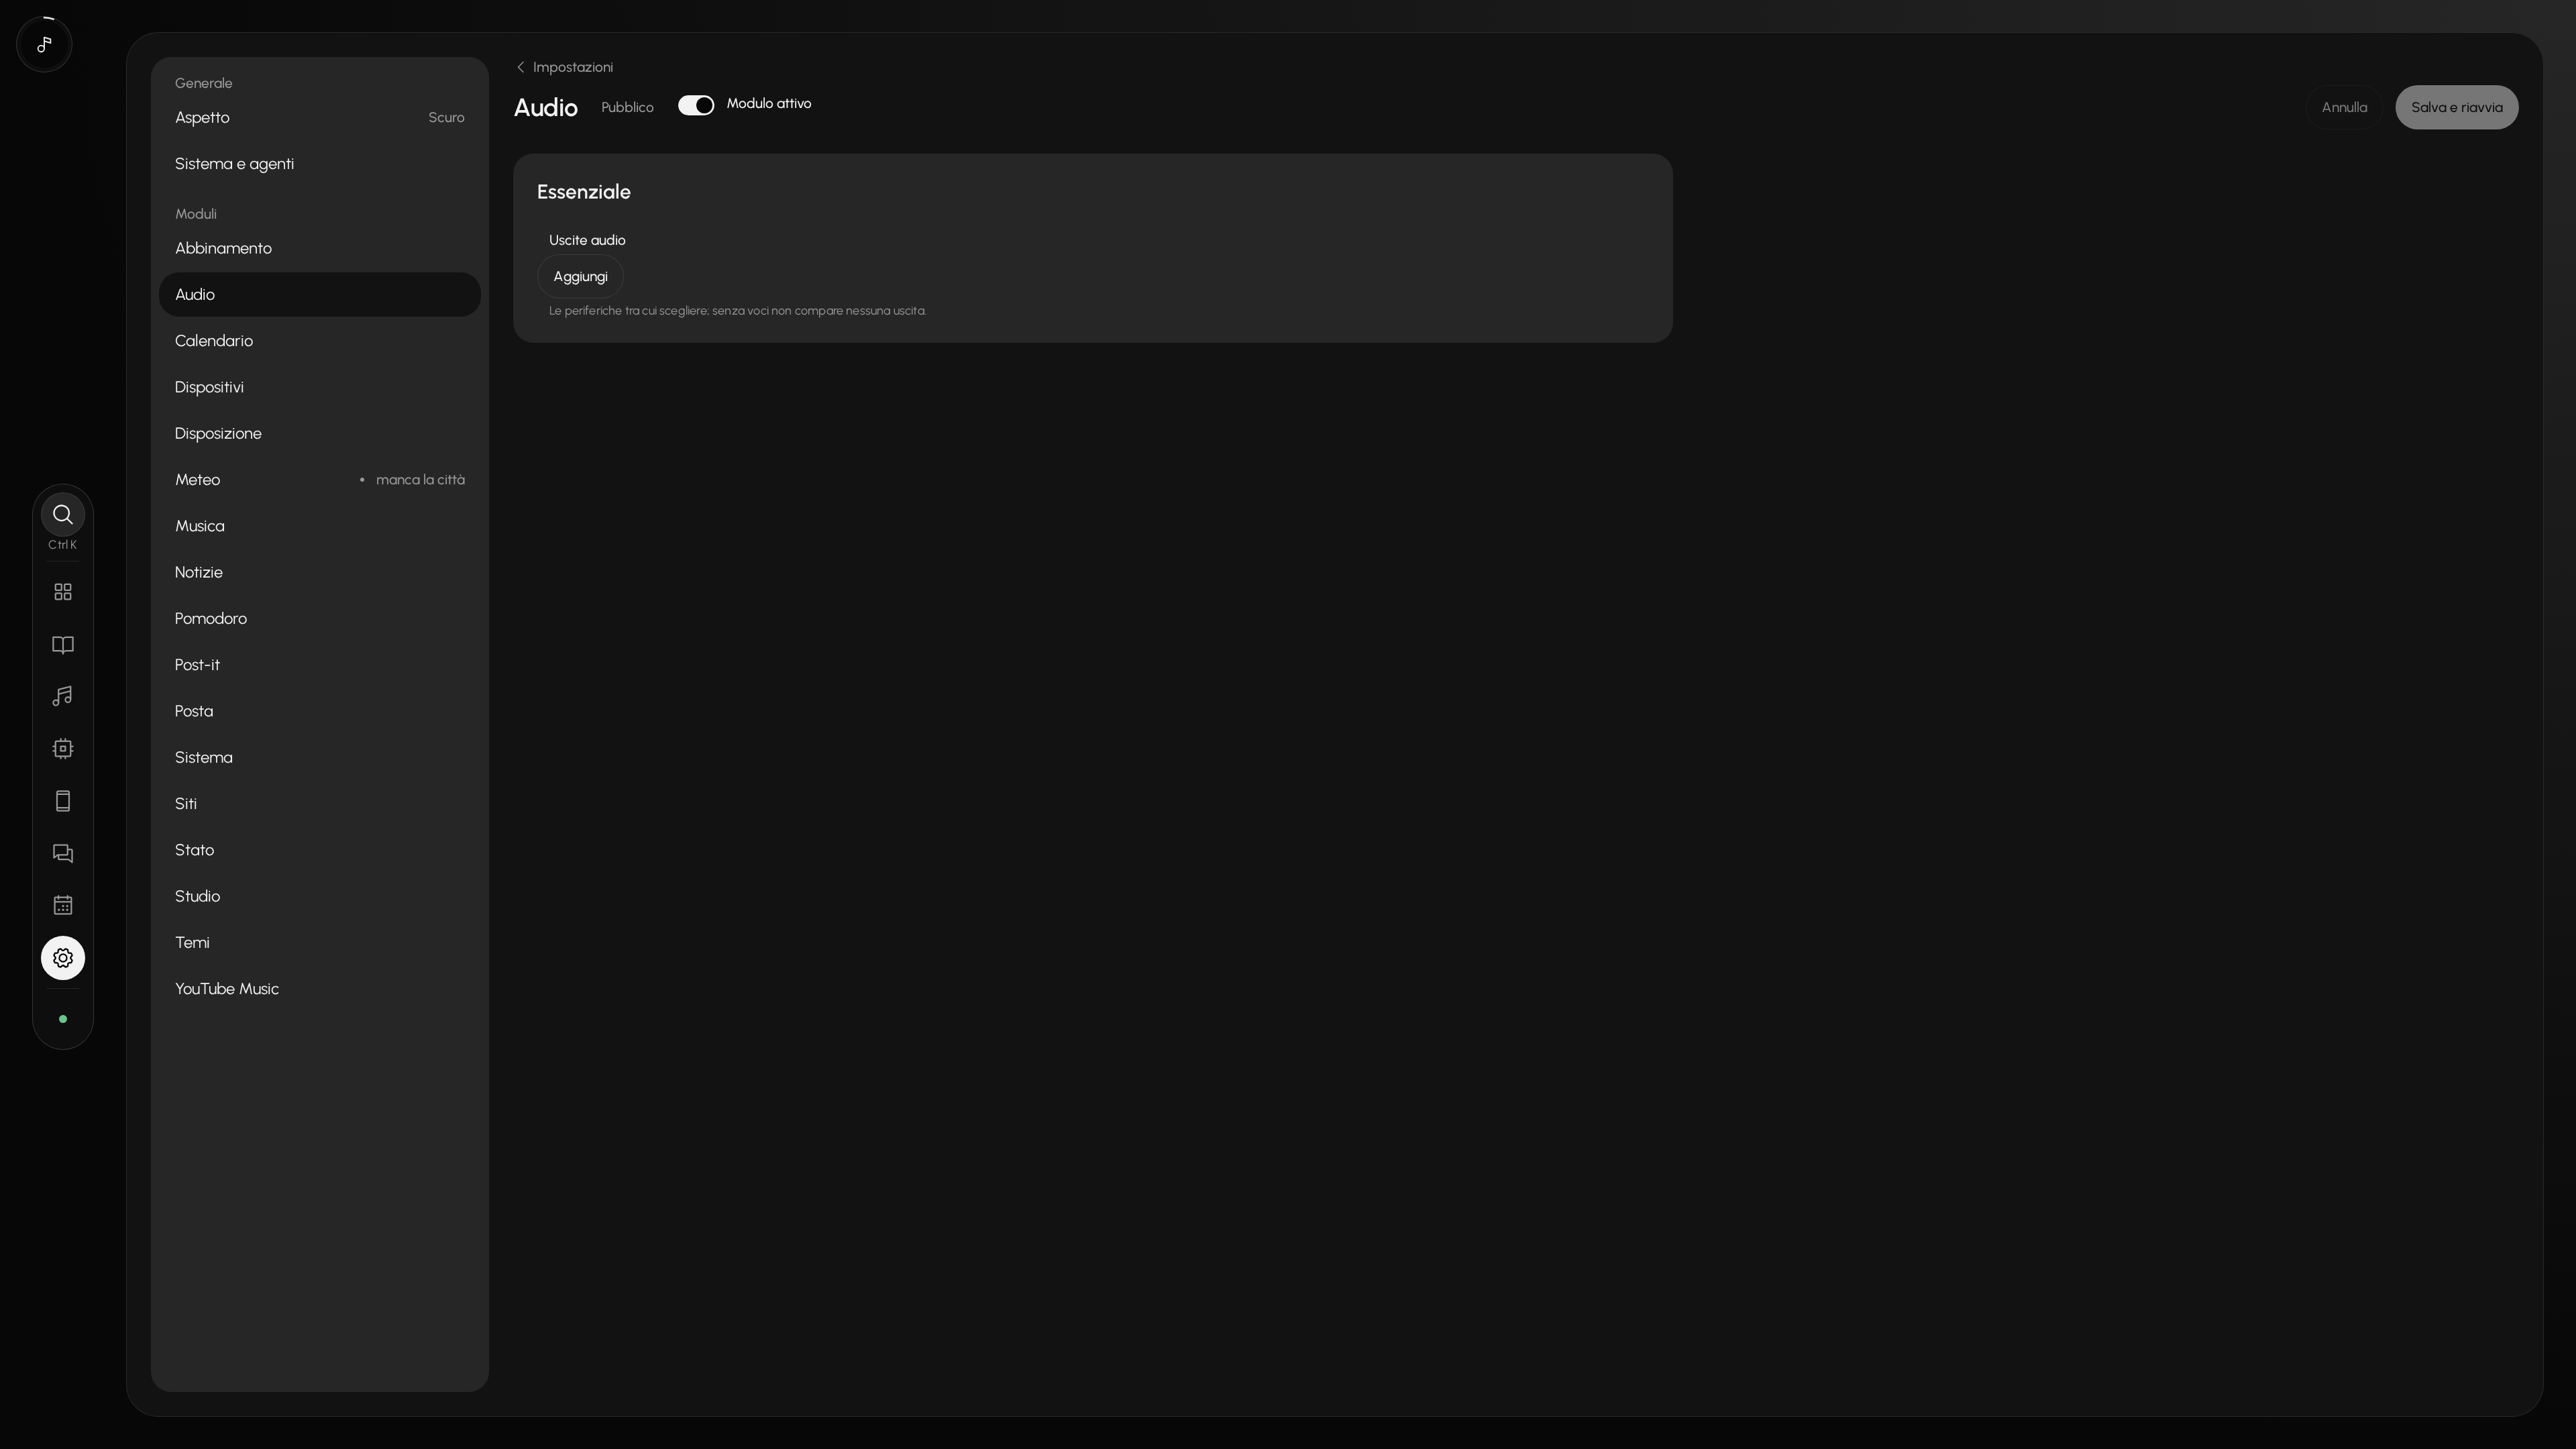 Generale
Aspetto Scuro
Sistema e agenti
Moduli
Abbinamento
Audio
Calendario
Dispositivi
Disposizione
Meteo • manca la città
Musica
Notizie
Pomodoro
Post-it
Posta
Sistema
Siti
Stato
Studio
Temi
YouTube Music
Ctrl K
Impostazioni
Audio Pubblico Modulo attivo
Annulla Salva e riavvia
Essenziale
Uscite audio
Aggiungi
Le periferiche tra cui scegliere; senza voci non compare nessuna uscita.